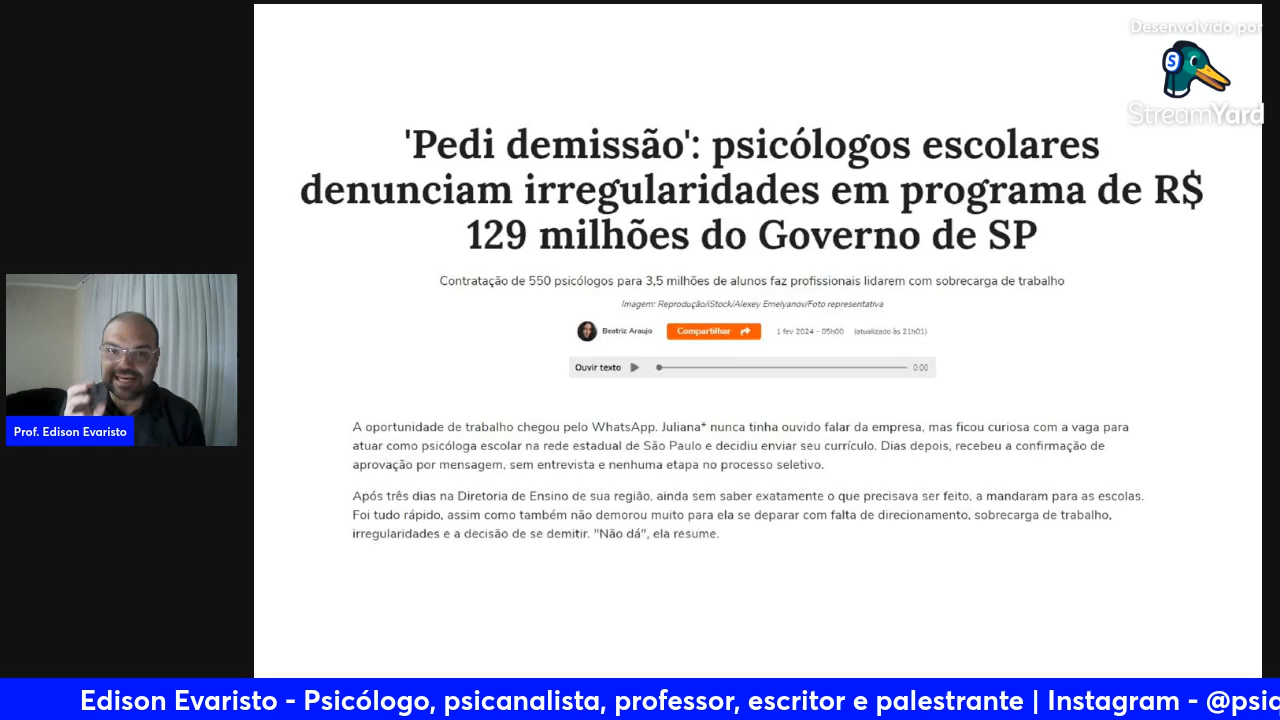 Desenvolvido por
S
StreamYard
'Pedi demissão': psicólogos escolares
denunciam irregularidades em programa de R$
129 milhões do Governo de SP
Contratação de 550 psicólogos para 3,5 milhões de alunos faz profissionais lidarem com sobrecarga de trabalho
Imagem: Reprodução/iStock/Alexey Emelyanov/Foto representativa
Beatriz Araujo
Compartilhar
1 fev 2024 - 05h00
(atualizado às 21h01)
Ouvir texto
0:00
A oportunidade de trabalho chegou pelo WhatsApp. Juliana* nunca tinha ouvido falar da empresa, mas ficou curiosa com a vaga para
atuar como psicóloga escolar na rede estadual de São Paulo e decidiu enviar seu currículo. Dias depois, recebeu a confirmação de
aprovação por mensagem, sem entrevista e nenhuma etapa no processo seletivo.
Após três dias na Diretoria de Ensino de sua região, ainda sem saber exatamente o que precisava ser feito, a mandaram para as escolas.
Foi tudo rápido, assim como também não demorou muito para ela se deparar com falta de direcionamento, sobrecarga de trabalho,
irregularidades e a decisão de se demitir. "Não dá", ela resume.
Prof. Edison Evaristo
Edison Evaristo - Psicólogo, psicanalista, professor, escritor e palestrante | Instagram - @psic